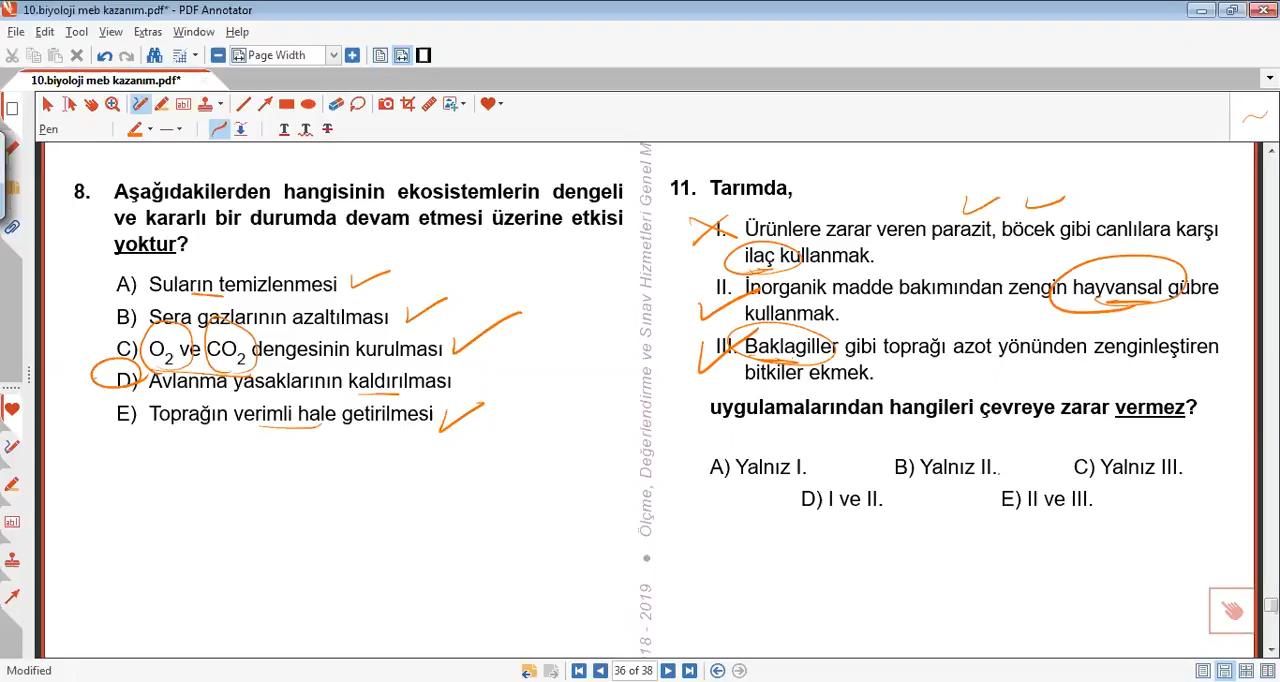 10.biyoloji meb kazanım.pdf* - PDF Annotator
File Edit Tool View Extras Window Help
Page Width
10.biyoloji meb kazanım.pdf*
Pen
8. Aşağıdakilerden hangisinin ekosistemlerin dengeli
ve kararlı bir durumda devam etmesi üzerine etkisi
yoktur?
A) Suların temizlenmesi
B) Sera gazlarının azaltılması
C) O2 ve CO2 dengesinin kurulması
D) Avlanma yasaklarının kaldırılması
E) Toprağın verimli hale getirilmesi
18 - 2019 • Ölçme, Değerlendirme ve Sınav Hizmetleri Genel M
11. Tarımda,
I. Ürünlere zarar veren parazit, böcek gibi canlılara karşı
ilaç kullanmak.
II. İnorganik madde bakımından zengin hayvansal gübre
kullanmak.
III. Baklagiller gibi toprağı azot yönünden zenginleştiren
bitkiler ekmek.
uygulamalarından hangileri çevreye zarar vermez?
A) Yalnız I. B) Yalnız II. C) Yalnız III.
D) I ve II. E) II ve III.
Modified
36 of 38